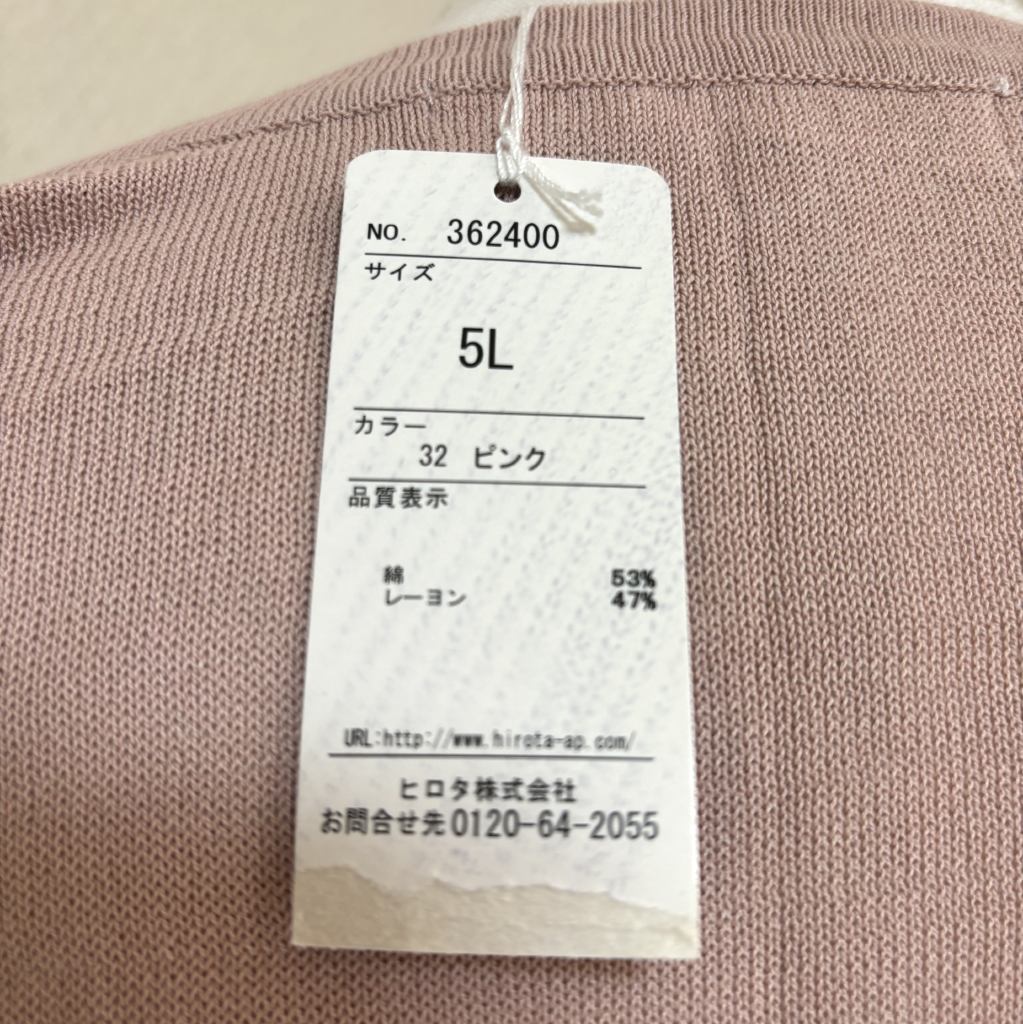 NO. 362400
サイズ
5L
カラー
32 ピンク
品質表示
綿 53%
レーヨン 47%
URL:http://www.hirota-ap.com/
ヒロタ株式会社
お問合せ先0120-64-2055